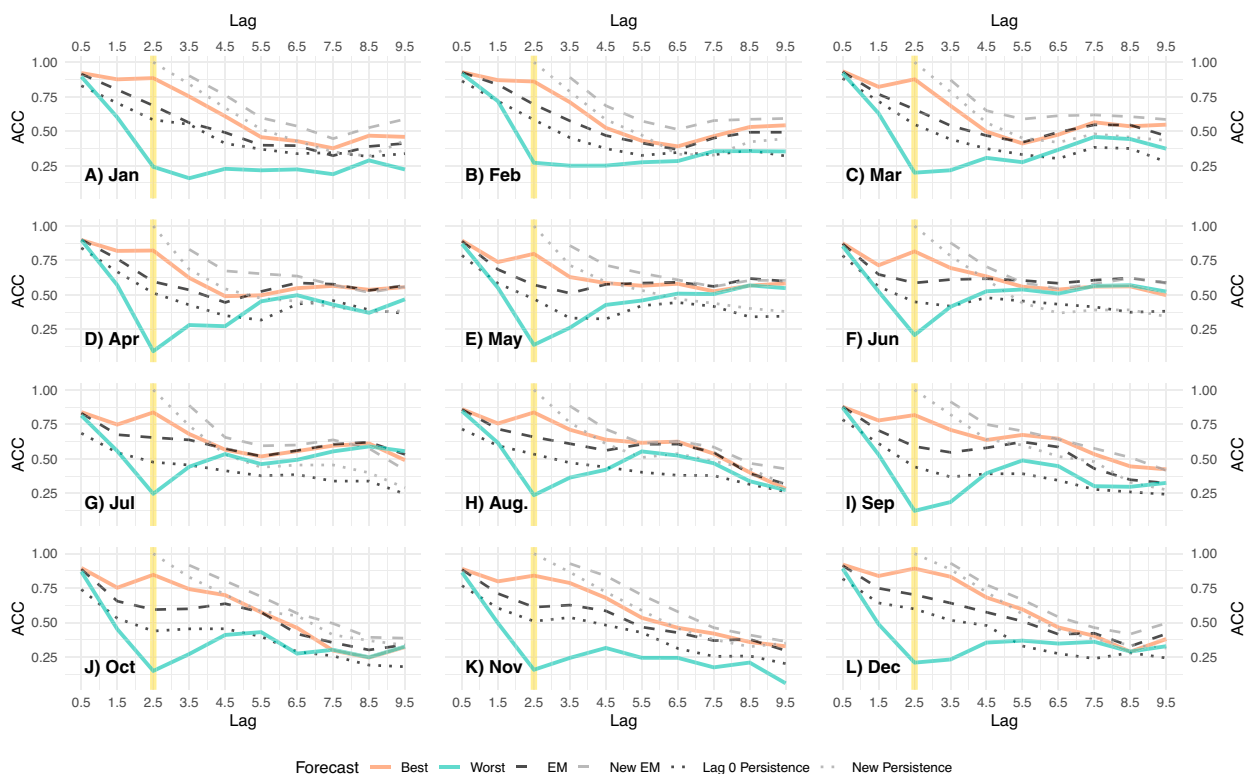 Lag Lag Lag
0.5 1.5 2.5 3.5 4.5 5.5 6.5 7.5 8.5 9.5 0.5 1.5 2.5 3.5 4.5 5.5 6.5 7.5 8.5 9.5 0.5 1.5 2.5 3.5 4.5 5.5 6.5 7.5 8.5 9.5
1.00 1.00
0.75 0.75
ACC ACC
0.50 0.50
0.25 0.25
A) Jan B) Feb C) Mar
1.00 1.00
0.75 0.75
ACC ACC
0.50 0.50
0.25 0.25
D) Apr E) May F) Jun
1.00 1.00
0.75 0.75
ACC ACC
0.50 0.50
0.25 0.25
G) Jul H) Aug. I) Sep
1.00 1.00
0.75 0.75
ACC ACC
0.50 0.50
0.25 0.25
J) Oct K) Nov L) Dec
0.5 1.5 2.5 3.5 4.5 5.5 6.5 7.5 8.5 9.5 0.5 1.5 2.5 3.5 4.5 5.5 6.5 7.5 8.5 9.5 0.5 1.5 2.5 3.5 4.5 5.5 6.5 7.5 8.5 9.5
Lag Lag Lag
Forecast Best Worst EM New EM Lag 0 Persistence New Persistence